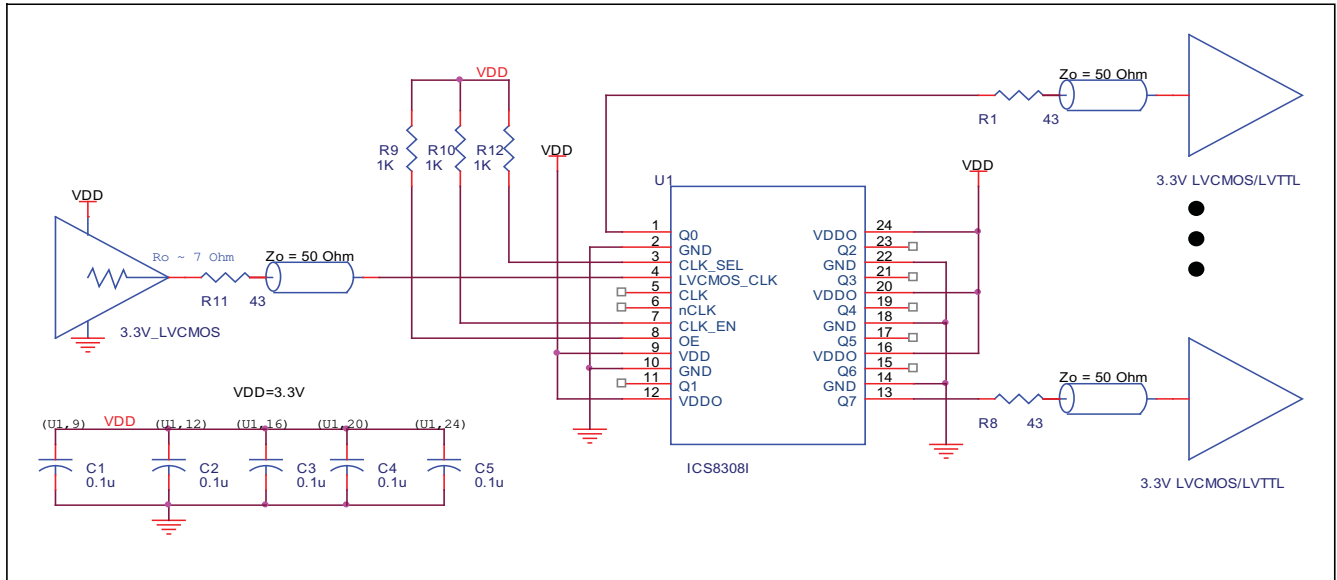 VDD
R9
1K
R10
1K
R12
1K
VDD
VDD
Ro ~ 7 Ohm
Zo = 50 Ohm
R11
43
3.3V_LVCMOS
U1
1
2
3
4
5
6
7
8
9
10
11
12
Q0
GND
CLK_SEL
LVCMOS_CLK
CLK
nCLK
CLK_EN
OE
VDD
GND
Q1
VDDO
VDDO
Q2
GND
Q3
VDDO
Q4
GND
Q5
VDDO
Q6
GND
Q7
24
23
22
21
20
19
18
17
16
15
14
13
ICS8308I
VDD
R1
43
Zo = 50 Ohm
3.3V LVCMOS/LVTTL
R8
43
Zo = 50 Ohm
3.3V LVCMOS/LVTTL
VDD=3.3V
(U1,9)
VDD
(U1,12)
(U1,16)
(U1,20)
(U1,24)
C1
0.1u
C2
0.1u
C3
0.1u
C4
0.1u
C5
0.1u